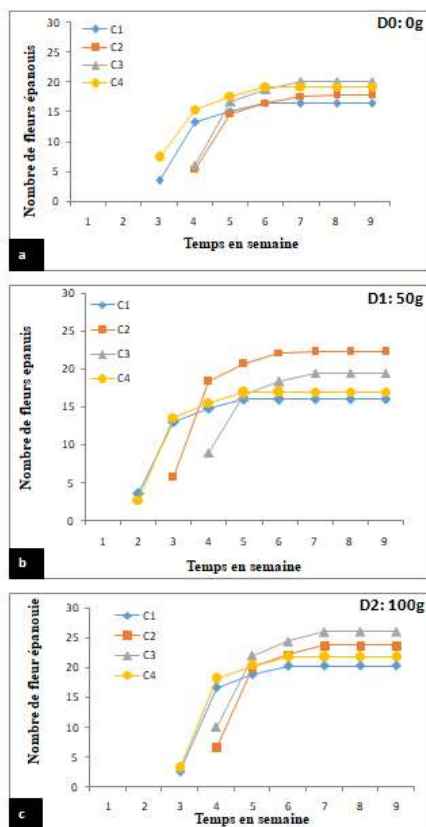 D0: 0g
Nombre de fleurs épanouis
30
25
20
15
10
5
0
C1
C2
C3
C4
1 2 3 4 5 6 7 8 9
Temps en semaine
a
D1: 50g
Nombre de fleurs épanuis
30
25
20
15
10
5
0
C1
C2
C3
C4
1 2 3 4 5 6 7 8 9
Temps en semaine
b
D2: 100g
Nombre de fleur épanouie
30
25
20
15
10
5
0
C1
C2
C3
C4
1 2 3 4 5 6 7 8 9
Temps en semaine
c